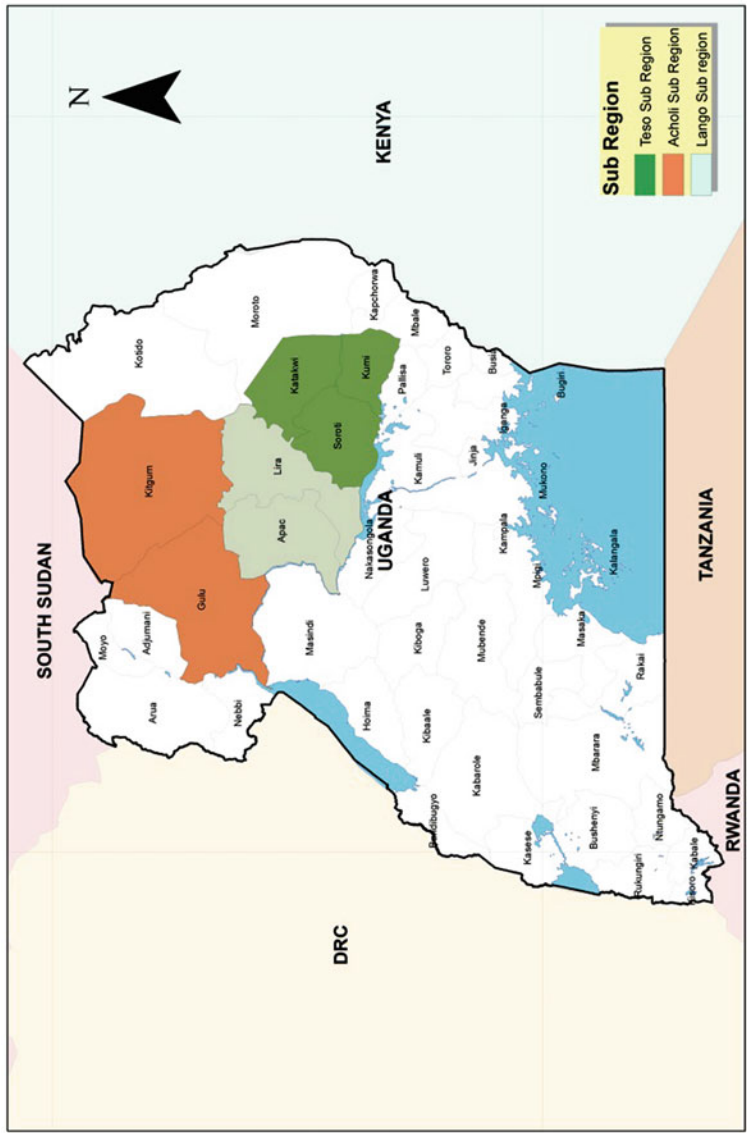 N
SOUTH SUDAN
KENYA
DRC
UGANDA
TANZANIA
RWANDA
Kotido
Kitgum
Moyo
Adjumani
Arua
Gulu
Nebbi
Moroto
Lira
Apac
Katakwi
Soroti
Kumi
Kapchorwa
Mbale
Pallisa
Tororo
Busia
Bugiri
Iganga
Jinja
Kamuli
Mukono
Kampala
Kalangala
Mpigi
Masaka
Nakasongola
Luwero
Masindi
Kiboga
Mubende
Hoima
Kibaale
Kabarole
Sembabule
Rakai
Mbarara
Bundibugyo
Kasese
Bushenyi
Ntungamo
Rukungiri
Kabale
Sub Region
Teso Sub Region
Acholi Sub Region
Lango Sub region